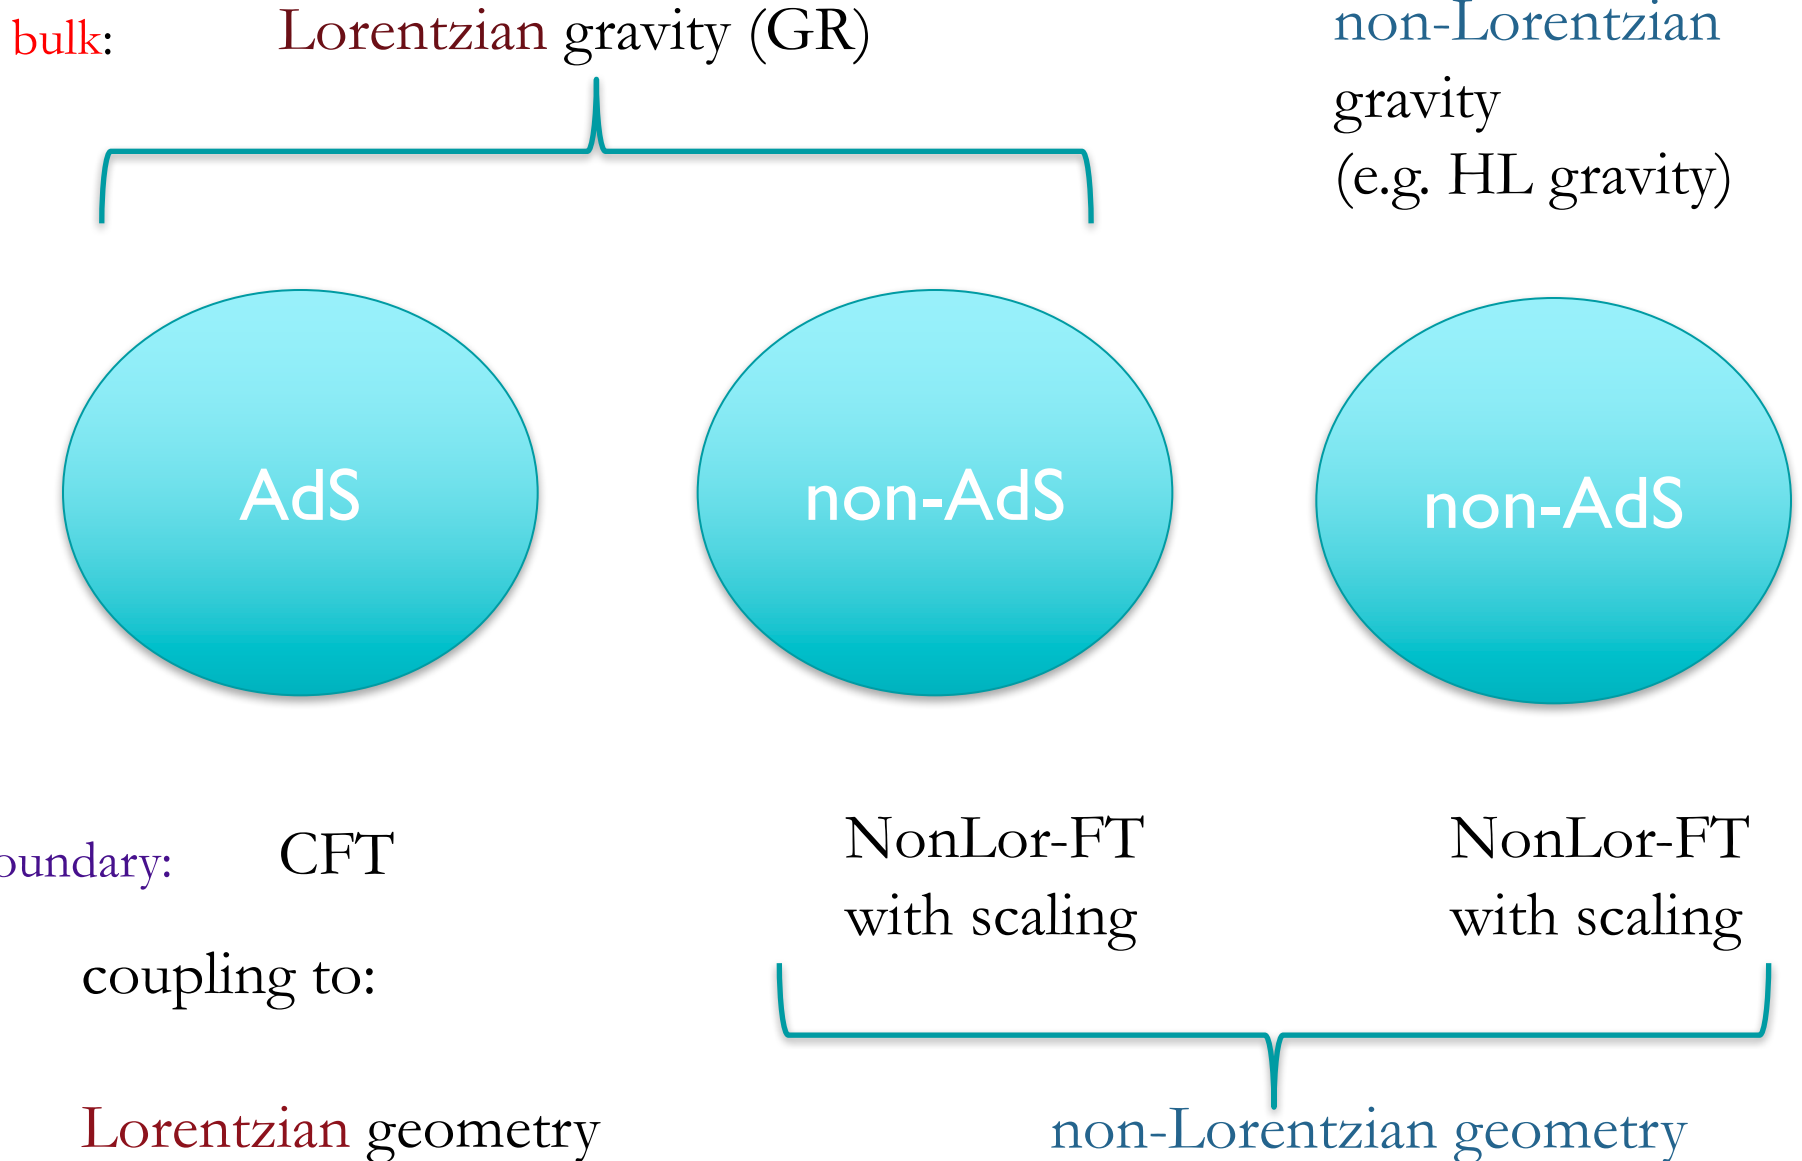 bulk: Lorentzian gravity (GR)
non-Lorentzian
gravity
(e.g. HL gravity)
AdS
non-AdS
non-AdS
oundary: CFT
NonLor-FT
with scaling
NonLor-FT
with scaling
coupling to:
Lorentzian geometry
non-Lorentzian geometry